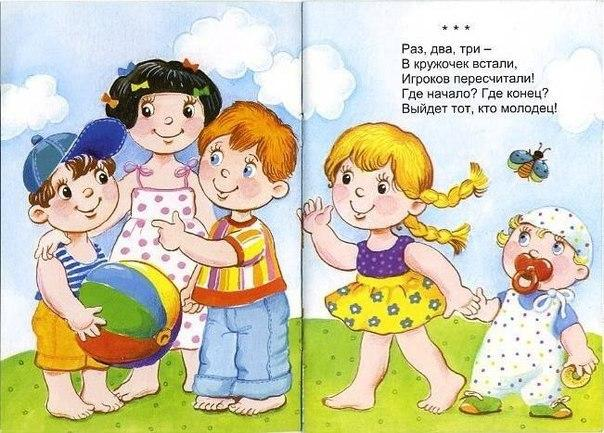 * * *
Раз, два, три –
В кружочек встали,
Игроков пересчитали!
Где начало? Где конец?
Выйдет тот, кто молодец!